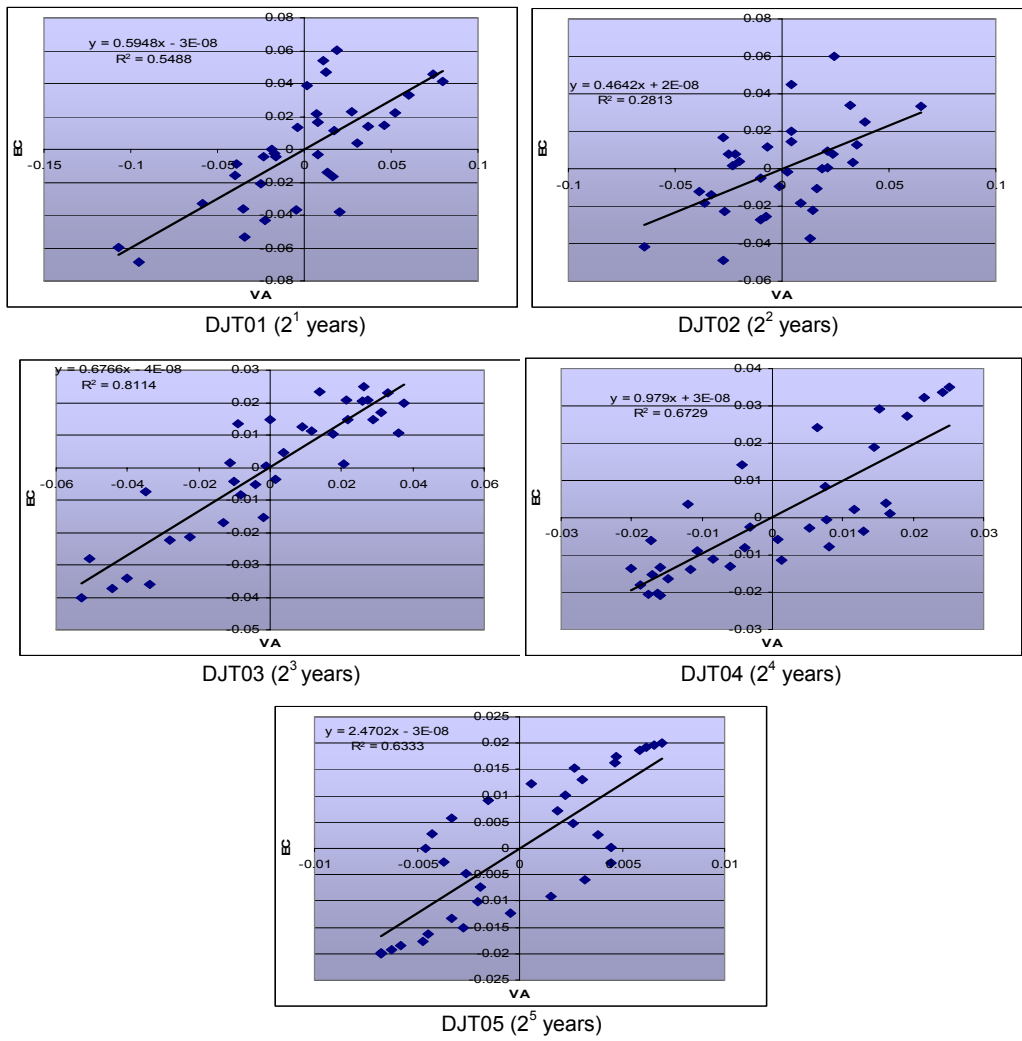 y = 0.5948x - 3E-08
R² = 0.5488
0.08
0.06
0.04
0.02
0
-0.02
-0.04
-0.06
-0.08
-0.15 -0.1 -0.05 0 0.05 0.1
EC
VA
DJT01 (2¹ years)
y = 0.4642x + 2E-08
R² = 0.2813
0.08
0.06
0.04
0.02
0
-0.02
-0.04
-0.06
-0.1 -0.05 0 0.05 0.1
EC
VA
DJT02 (2² years)
y = 0.6766x - 4E-08
R² = 0.8114
0.03
0.02
0.01
0
-0.01
-0.02
-0.03
-0.04
-0.05
-0.06 -0.04 -0.02 0 0.02 0.04 0.06
EC
VA
DJT03 (2³ years)
y = 0.979x + 3E-08
R² = 0.6729
0.04
0.03
0.02
0.01
0
-0.01
-0.02
-0.03
-0.03 -0.02 -0.01 0 0.01 0.02 0.03
EC
VA
DJT04 (2⁴ years)
y = 2.4702x - 3E-08
R² = 0.6333
0.025
0.02
0.015
0.01
0.005
0
-0.005
-0.01
-0.015
-0.02
-0.025
-0.01 -0.005 0 0.005 0.01
EC
VA
DJT05 (2⁵ years)